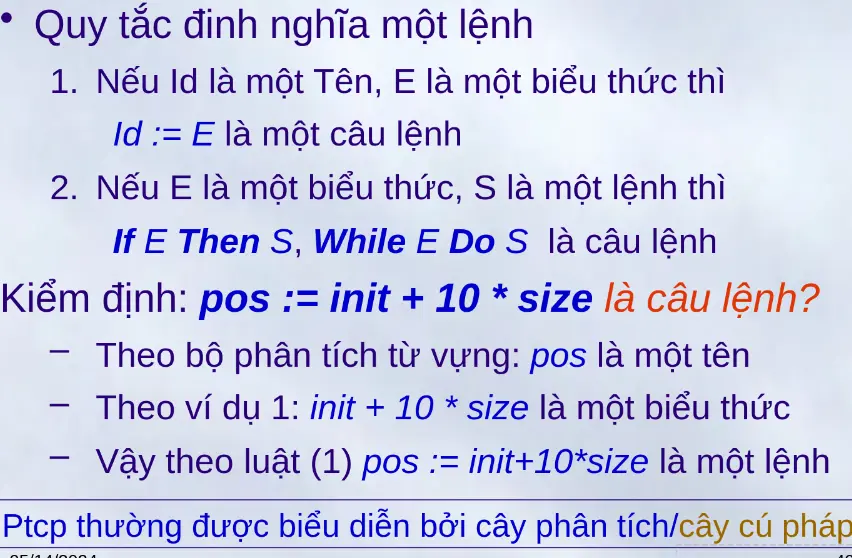 • Quy tắc đinh nghĩa một lệnh
1. Nếu Id là một Tên, E là một biểu thức thì
Id := E là một câu lệnh
2. Nếu E là một biểu thức, S là một lệnh thì
If E Then S, While E Do S là câu lệnh
Kiểm định: pos := init + 10 * size là câu lệnh?
– Theo bộ phân tích từ vựng: pos là một tên
– Theo ví dụ 1: init + 10 * size là một biểu thức
– Vậy theo luật (1) pos := init+10*size là một lệnh
Ptcp thường được biểu diễn bởi cây phân tích/cây cú pháp